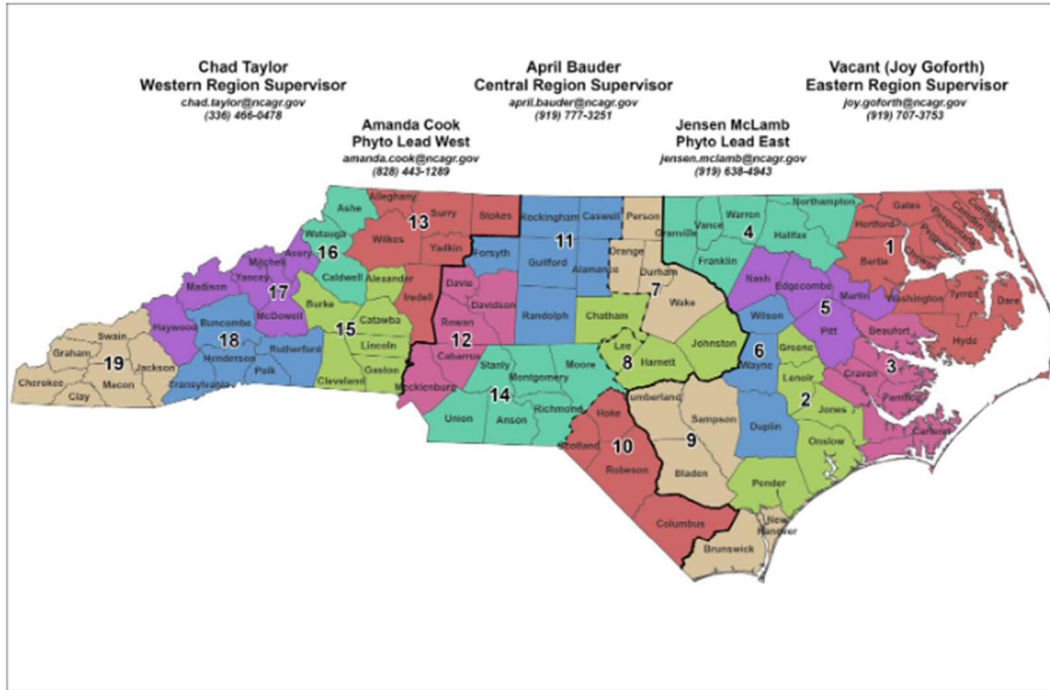 Chad Taylor
Western Region Supervisor
chad.taylor@ncagr.gov
(336) 466-0478
April Bauder
Central Region Supervisor
april.bauder@ncagr.gov
(919) 777-3251
Vacant (Joy Goforth)
Eastern Region Supervisor
joy.goforth@ncagr.gov
(919) 707-3753
Amanda Cook
Phyto Lead West
amanda.cook@ncagr.gov
(828) 443-1289
Jensen McLamb
Phyto Lead East
jensen.mclamb@ncagr.gov
(919) 638-4943
Ashe
Alleghany
Surry
Stokes
13
Wilkes
Yadkin
Iredell
Watauga
16
Caldwell
Avery
Mitchell
Yancey
Madison
17
McDowell
Haywood
Buncombe
18
Henderson
Transylvania
Polk
Rutherford
Swain
Graham
19
Jackson
Cherokee
Macon
Clay
Alexander
Burke
15
Catawba
Lincoln
Gaston
Cleveland
Rockingham
Caswell
11
Forsyth
Guilford
Alamance
Randolph
Davie
Davidson
Rowan
12
Cabarrus
Mecklenburg
Stanly
Montgomery
Moore
14
Richmond
Union
Anson
Person
Orange
Durham
7
Wake
Chatham
Lee
8
Harnett
Johnston
Hoke
Scotland
10
Robeson
Columbus
umberland
Sampson
9
Bladen
Brunswick
New
Hanover
Granville
Vance
Warren
4
Northampton
Halifax
Franklin
Nash
Edgecombe
Martin
5
Pitt
Wilson
6
Wayne
Duplin
Greene
Lenoir
2
Jones
Onslow
Pender
Beaufort
Craven
3
Pamlico
Carteret
Gates
Hertford
1
Bertie
Camden
Pasquotank
Washington
Tyrrell
Dare
Hyde